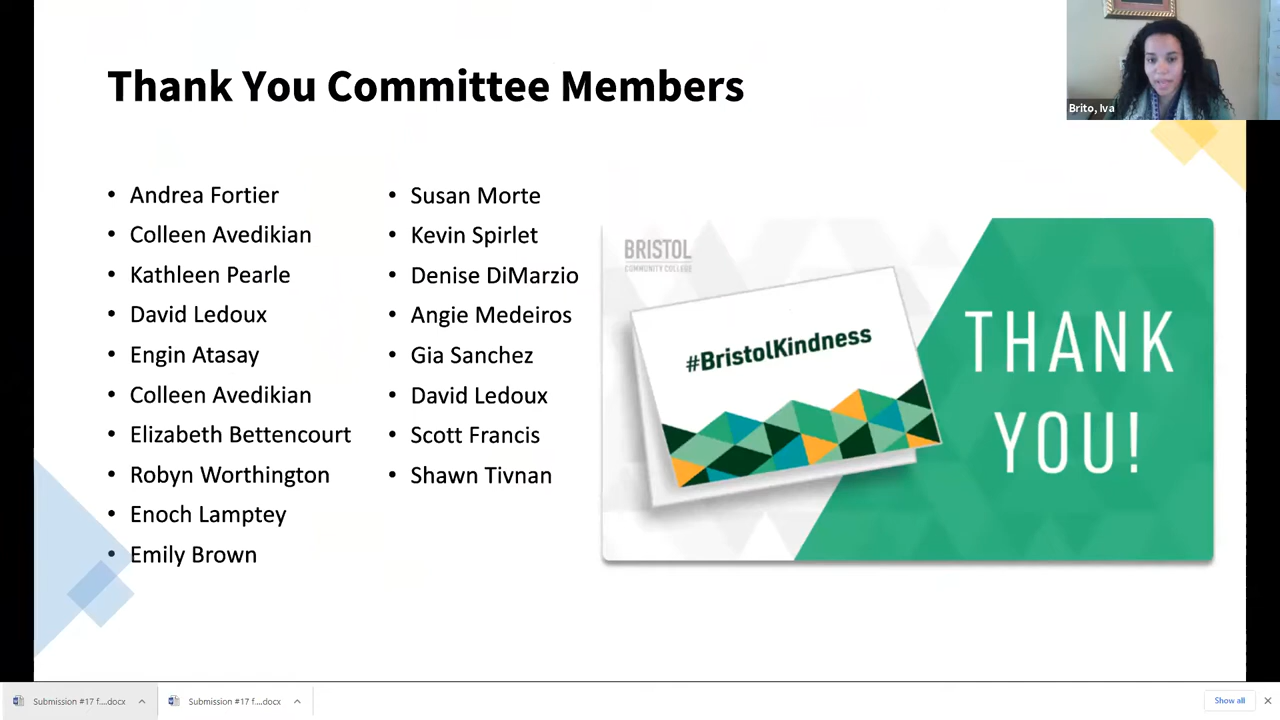 Thank You Committee Members
Brito, Iva
• Andrea Fortier
• Colleen Avedikian
• Kathleen Pearle
• David Ledoux
• Engin Atasay
• Colleen Avedikian
• Elizabeth Bettencourt
• Robyn Worthington
• Enoch Lamptey
• Emily Brown
• Susan Morte
• Kevin Spirlet
• Denise DiMarzio
• Angie Medeiros
• Gia Sanchez
• David Ledoux
• Scott Francis
• Shawn Tivnan
BRISTOL
COMMUNITY COLLEGE
#BristolKindness
THANK
YOU!
Submission #17 f....docx
Submission #17 f....docx
Show all